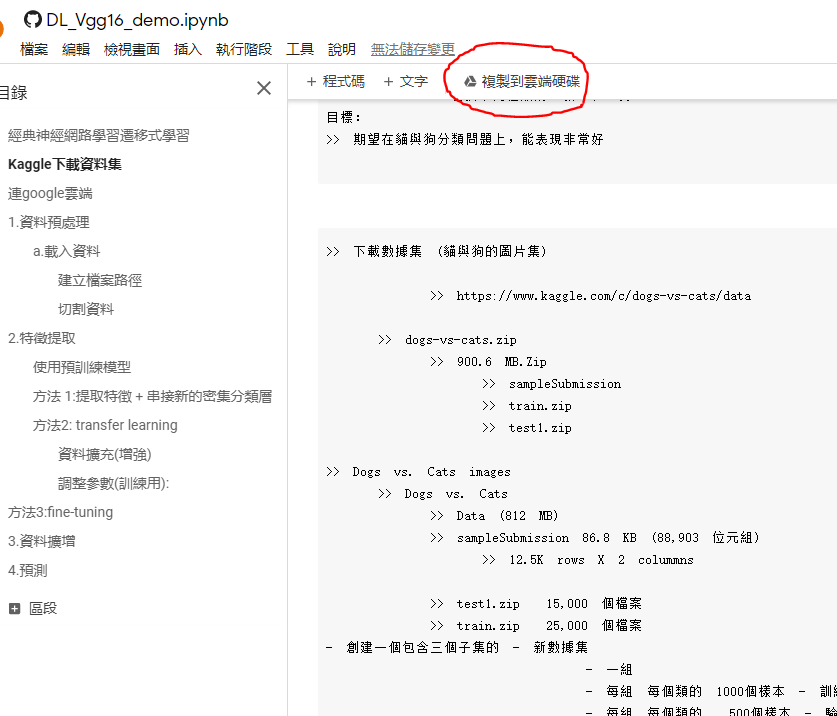 DL_Vgg16_demo.ipynb
檔案 編輯 檢視畫面 插入 執行階段 工具 說明 無法儲存變更
目錄
+ 程式碼 + 文字 複製到雲端硬碟
經典神經網路學習遷移式學習
Kaggle下載資料集
連google雲端
1.資料預處理
a.載入資料
建立檔案路徑
切割資料
2.特徵提取
使用預訓練模型
方法 1:提取特徵 + 串接新的密集分類層
方法2: transfer learning
資料擴充(增強)
調整參數(訓練用):
方法3:fine-tuning
3.資料擴增
4.預測
區段
目標:
>> 期望在貓與狗分類問題上，能表現非常好
>> 下載數據集 (貓與狗的圖片集)
>> https://www.kaggle.com/c/dogs-vs-cats/data
>> dogs-vs-cats.zip
>> 900.6 MB.Zip
>> sampleSubmission
>> train.zip
>> test1.zip
>> Dogs vs. Cats images
>> Dogs vs. Cats
>> Data (812 MB)
>> sampleSubmission 86.8 KB (88,903 位元組)
>> 12.5K rows X 2 colummns
>> test1.zip 15,000 個檔案
>> train.zip 25,000 個檔案
- 創建一個包含三個子集的 - 新數據集
- 一組
- 每組 每個類的 1000個樣本 - 訓
- 每組 每個類的 500個樣本 -